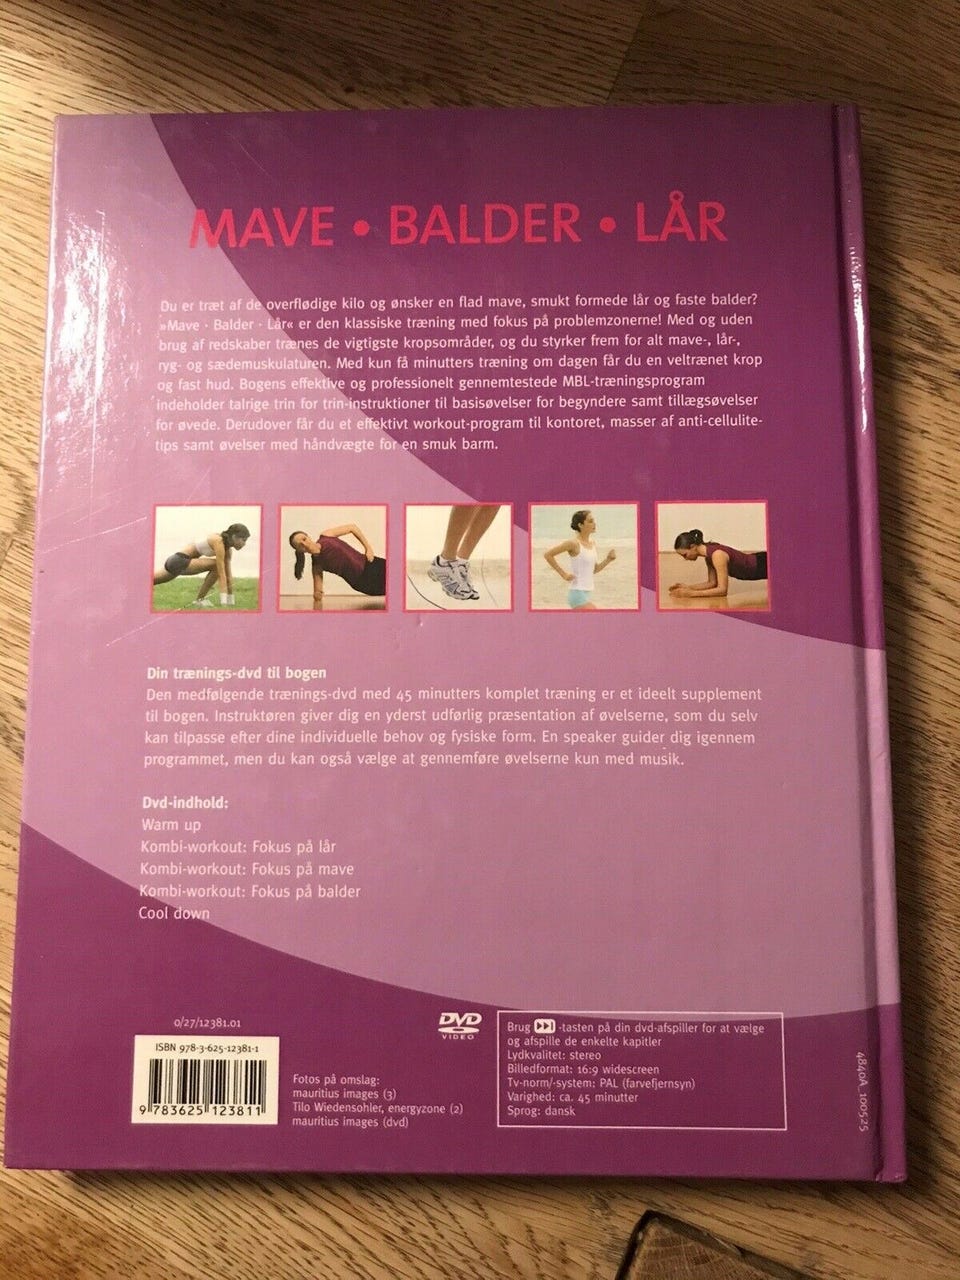 MAVE • BALDER • LÅR
Du er træt af de overflødige kilo og ønsker en flad mave, smukt formede lår og faste balder?
»Mave · Balder · Lår« er den klassiske træning med fokus på problemzonerne! Med og uden
brug af redskaber trænes de vigtigste kropsområder, og du styrker frem for alt mave-, lår-,
ryg- og sædemuskulaturen. Med kun få minutters træning om dagen får du en veltrænet krop
og fast hud. Bogens effektive og professionelt gennemtestede MBL-træningsprogram
indeholder talrige trin for trin-instruktioner til basisøvelser for begyndere samt tillægsøvelser
for øvede. Derudover får du et effektivt workout-program til kontoret, masser af anti-cellulite-
tips samt øvelser med håndvægte for en smuk barm.
Din trænings-dvd til bogen
Den medfølgende trænings-dvd med 45 minutters komplet træning er et ideelt supplement
til bogen. Instruktøren giver dig en yderst udførlig præsentation af øvelserne, som du selv
kan tilpasse efter dine individuelle behov og fysiske form. En speaker guider dig igennem
programmet, men du kan også vælge at gennemføre øvelserne kun med musik.
Dvd-indhold:
Warm up
Kombi-workout: Fokus på lår
Kombi-workout: Fokus på mave
Kombi-workout: Fokus på balder
Cool down
0/27/12381.01
ISBN 978-3-625-12381-1
9 783625 123811
Fotos på omslag:
mauritius images (3)
Tilo Wiedensohler, energyzone (2)
mauritius images (dvd)
DVD
VIDEO
Brug -tasten på din dvd-afspiller for at vælge
og afspille de enkelte kapitler
Lydkvalitet: stereo
Billedformat: 16:9 widescreen
Tv-norm/-system: PAL (farvefjernsyn)
Varighed: ca. 45 minutter
Sprog: dansk
4840A_100525